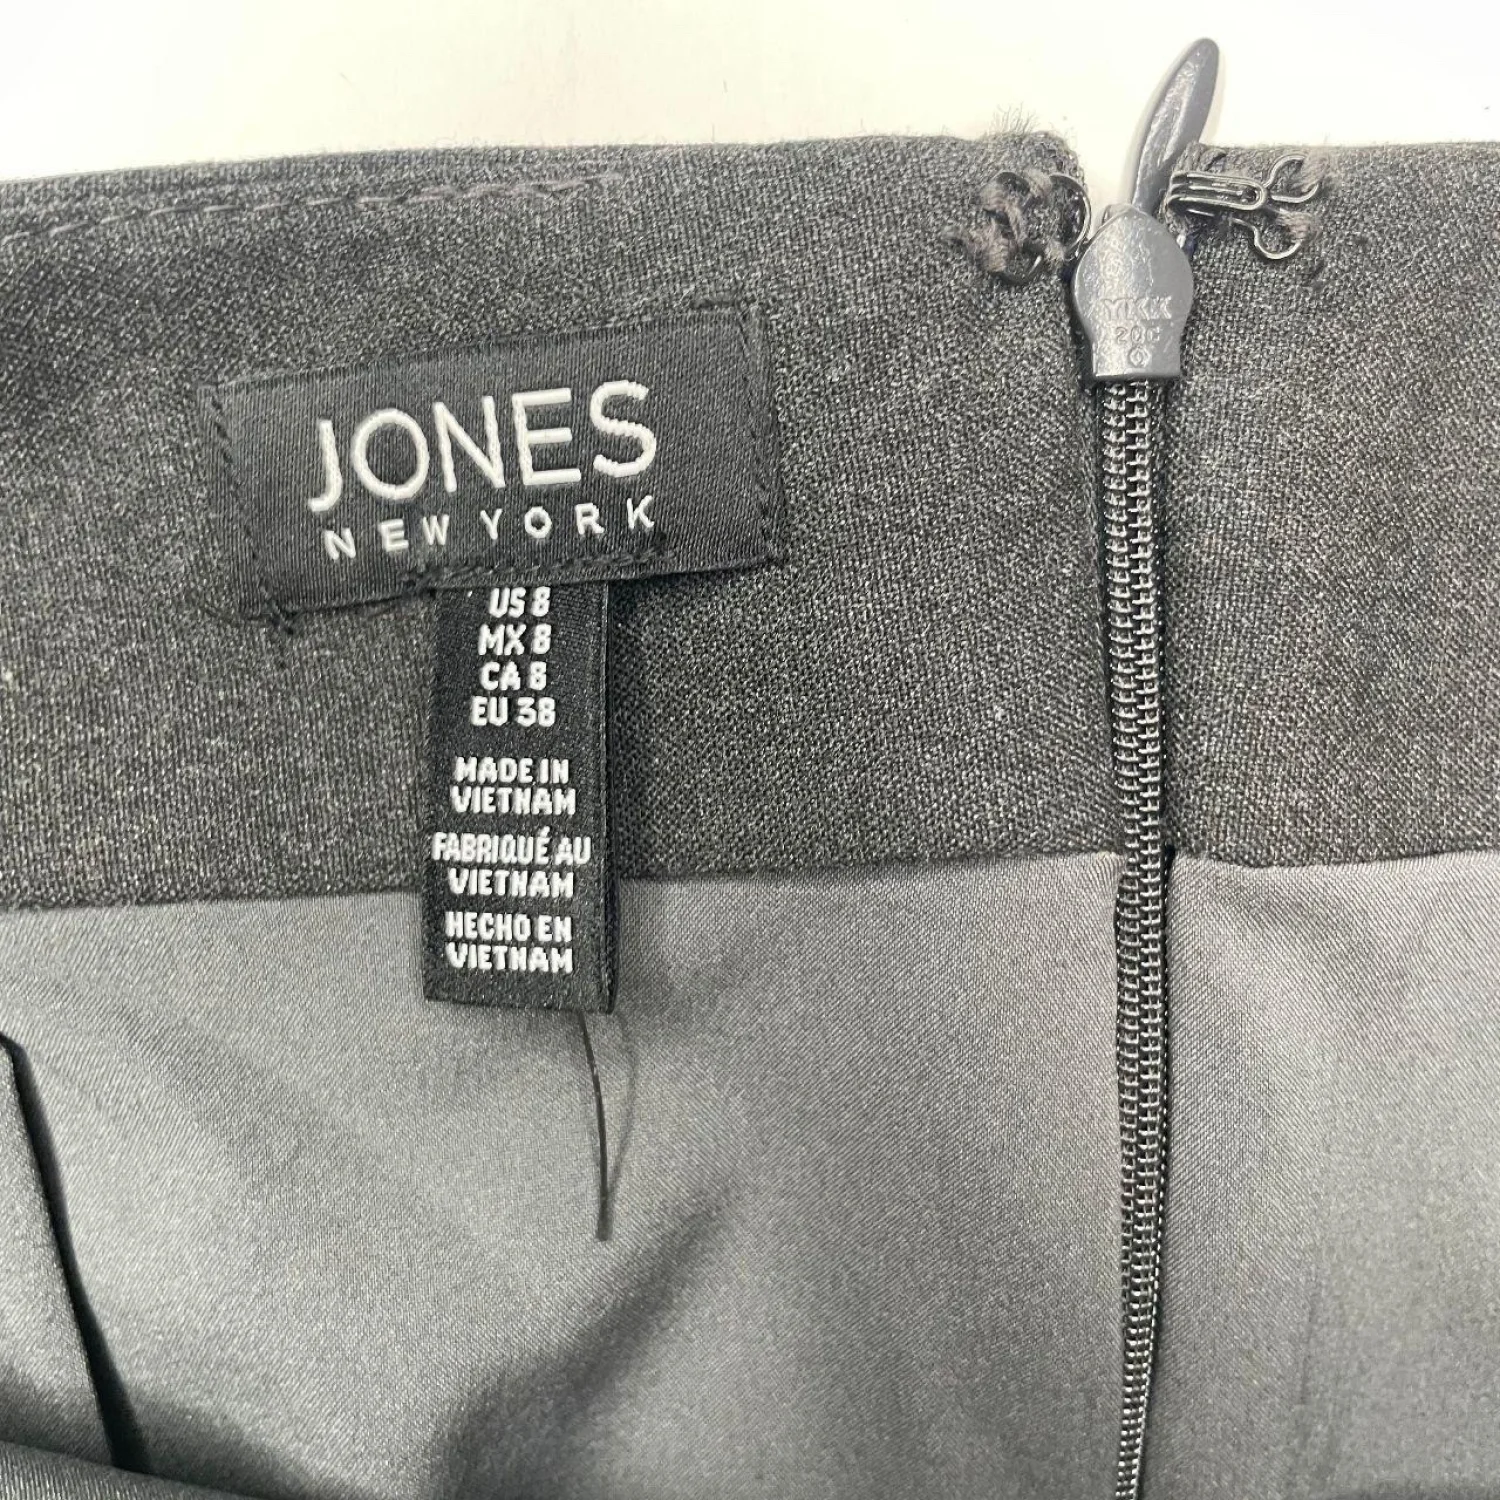 JONES
NEW YORK
US 8
MX 8
CA 8
EU 38
MADE IN
VIETNAM
FABRIQUÉ AU
VIETNAM
HECHO EN
VIETNAM
YKK